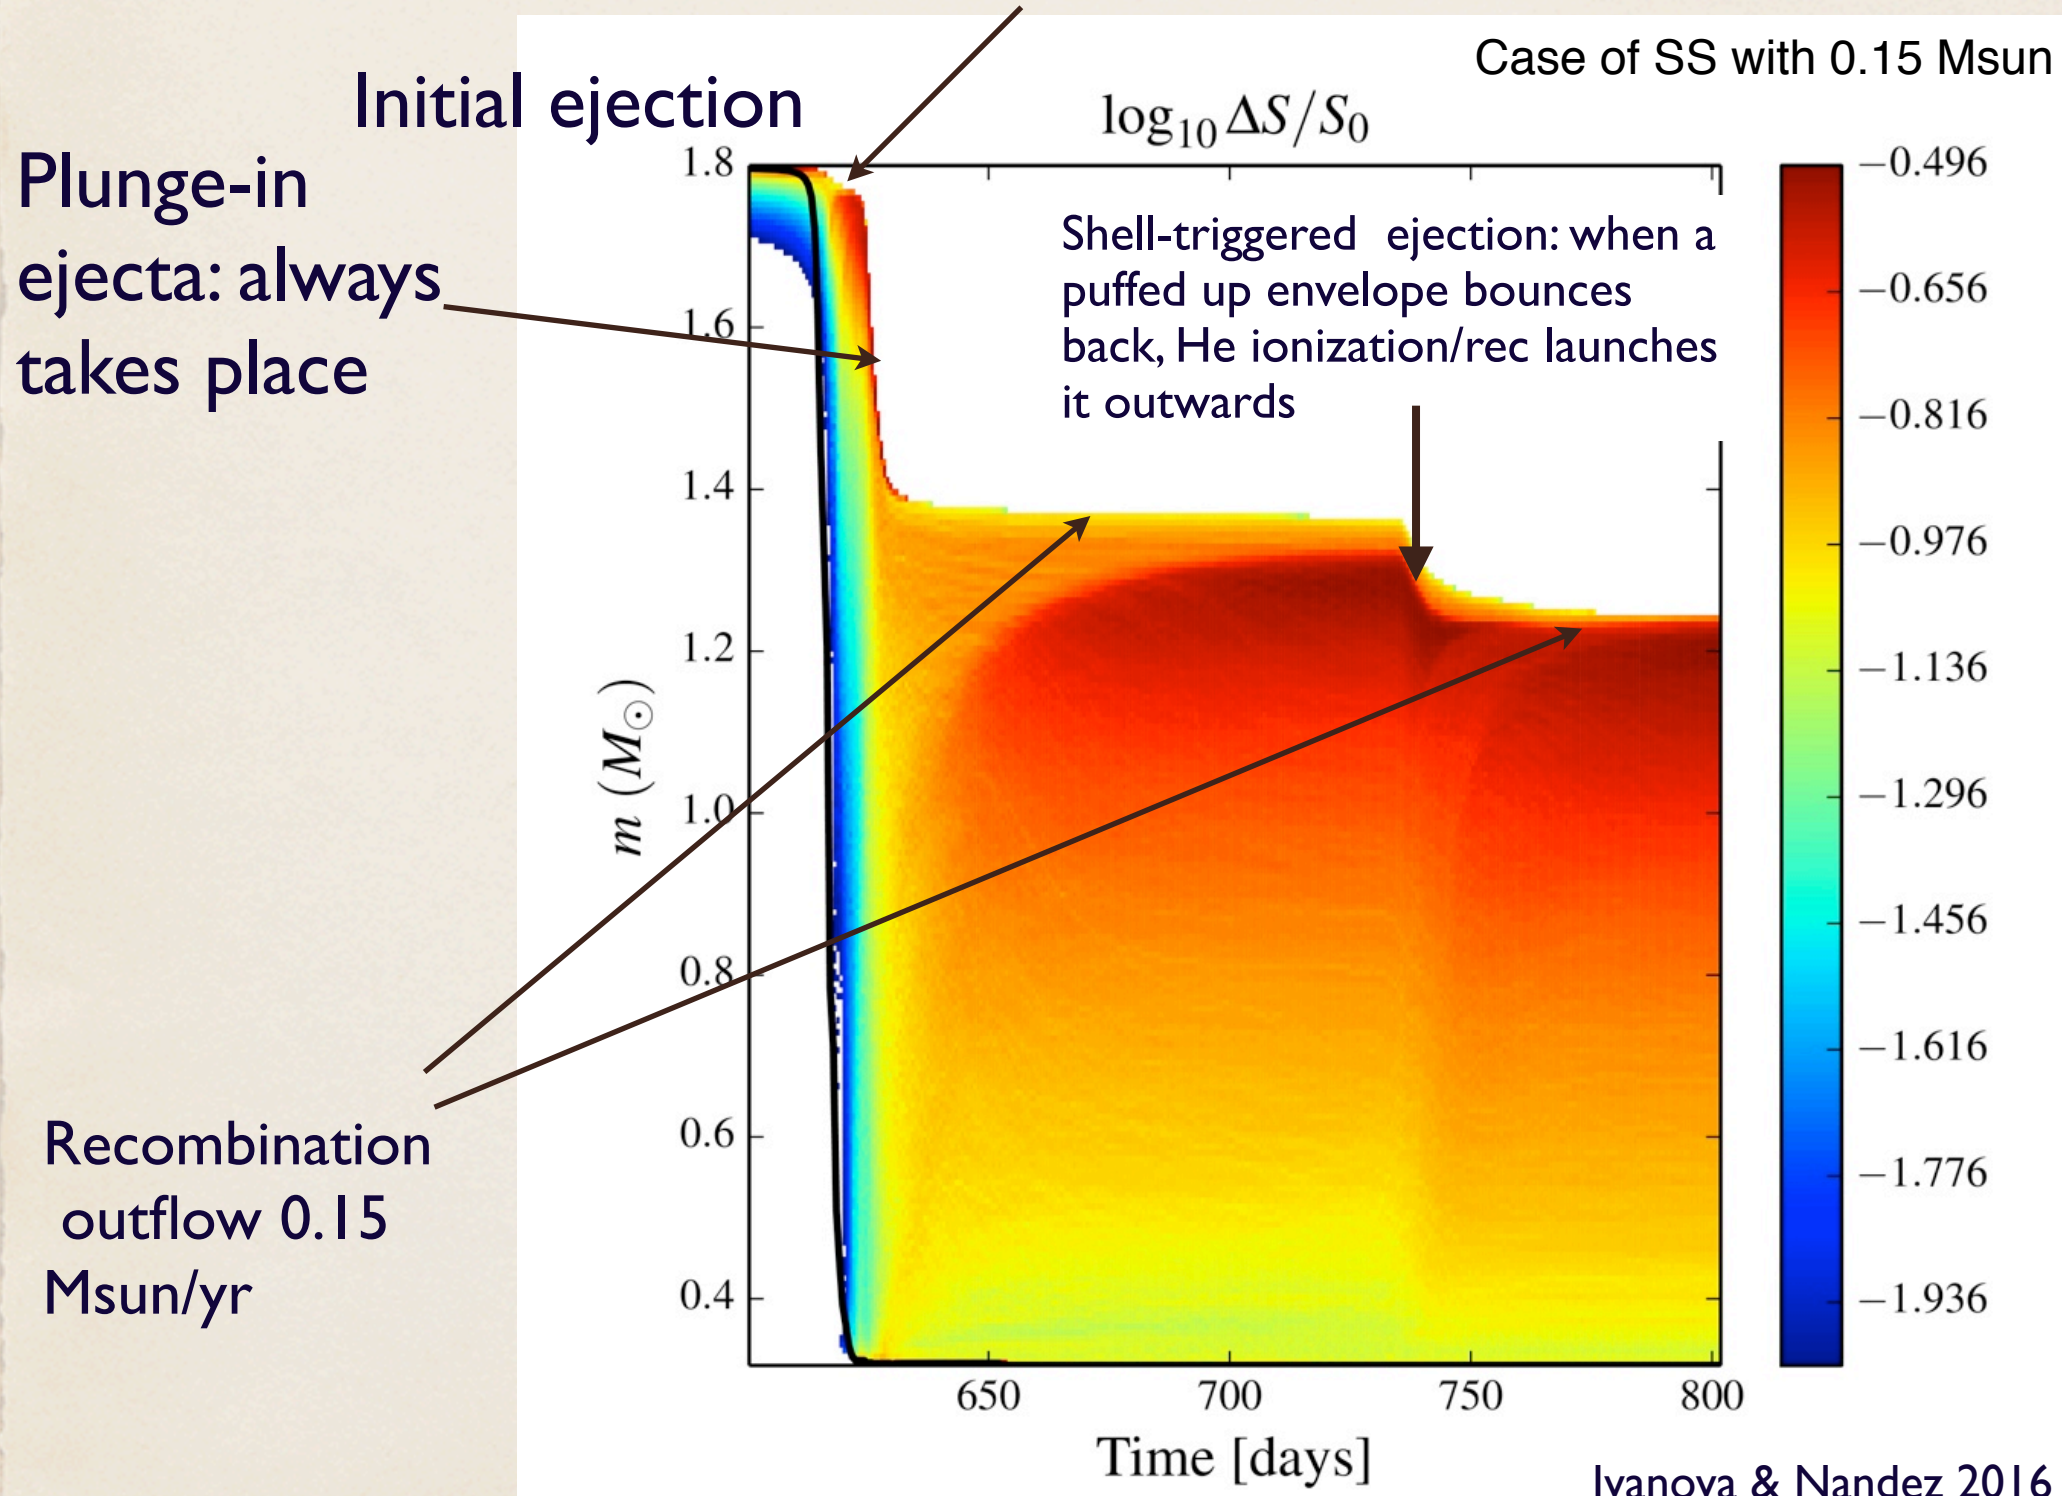 Case of SS with 0.15 Msun
Initial ejection
log₁₀ ΔS/S₀
Plunge-in
ejecta: always
takes place
Shell-triggered ejection: when a
puffed up envelope bounces
back, He ionization/rec launches
it outwards
1.8
1.6
1.4
1.2
1.0
0.8
0.6
0.4
m (M☉)
−0.496
−0.656
−0.816
−0.976
−1.136
−1.296
−1.456
−1.616
−1.776
−1.936
Recombination
outflow 0.15
Msun/yr
650 700 750 800
Time [days]
Ivanova & Nandez 2016